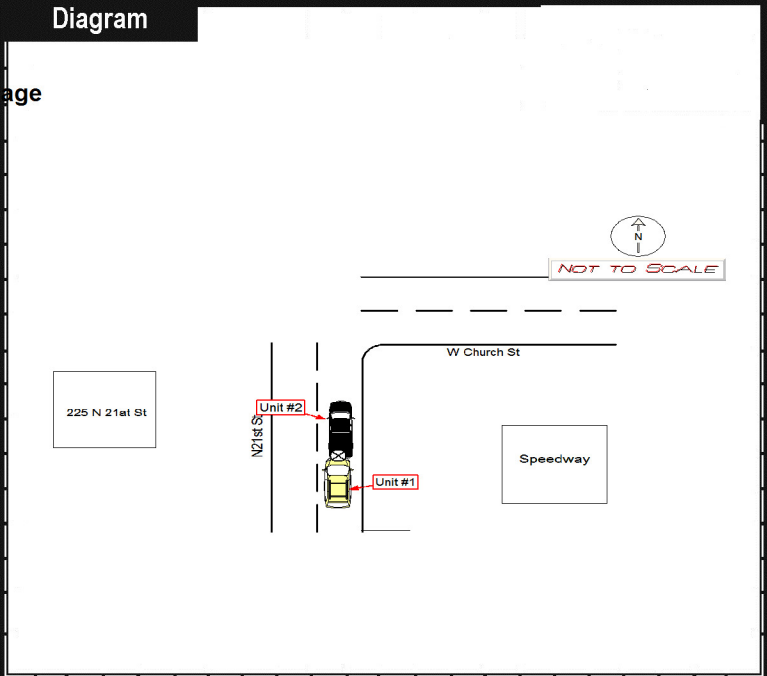 Diagram
age
N
NOT TO SCALE
W Church St
225 N 21st St
Unit #2
N21st St
Speedway
Unit #1